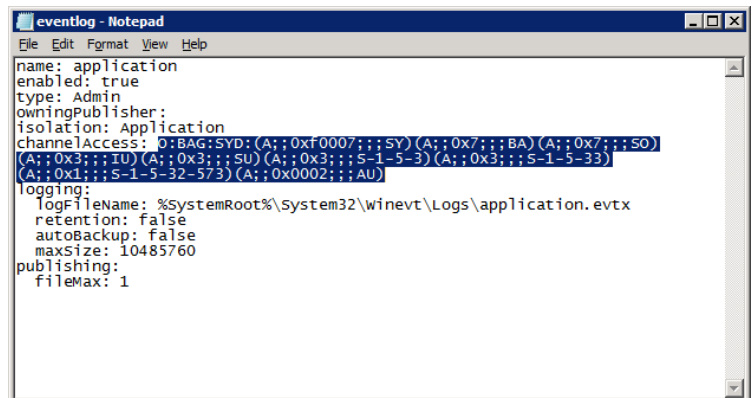 eventlog - Notepad
File Edit Format View Help
name: application
enabled: true
type: Admin
owningPublisher:
isolation: Application
channelAccess: O:BAG:SYD:(A;;0xf0007;;;SY)(A;;0x7;;;BA)(A;;0x7;;;SO)
(A;;0x3;;;IU)(A;;0x3;;;SU)(A;;0x3;;;S-1-5-3)(A;;0x3;;;S-1-5-33)
(A;;0x1;;;S-1-5-32-573)(A;;0x0002;;;AU)
logging:
  logFileName: %SystemRoot%\System32\Winevt\Logs\application.evtx
  retention: false
  autoBackup: false
  maxSize: 10485760
publishing:
  fileMax: 1